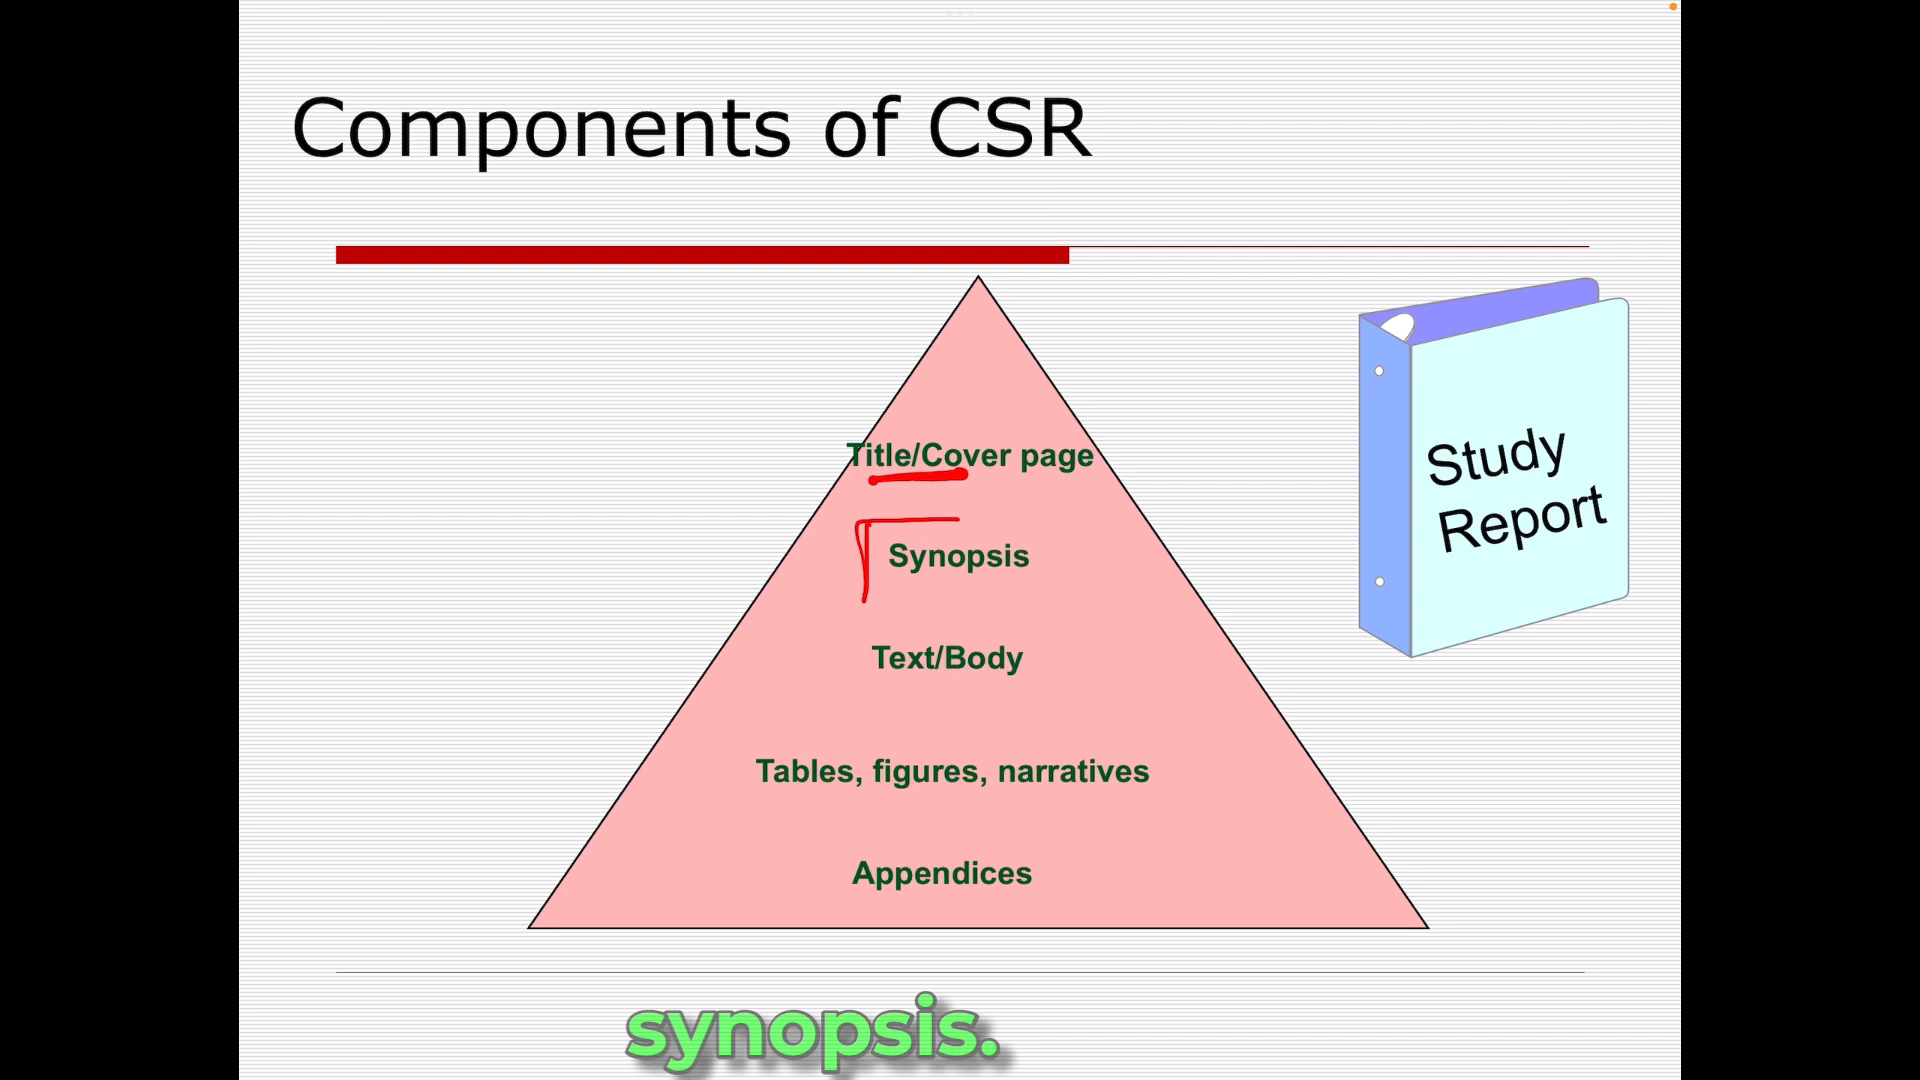 Components of CSR
Title/Cover page
Synopsis
Text/Body
Tables, figures, narratives
Appendices
Study
Report
synopsis.